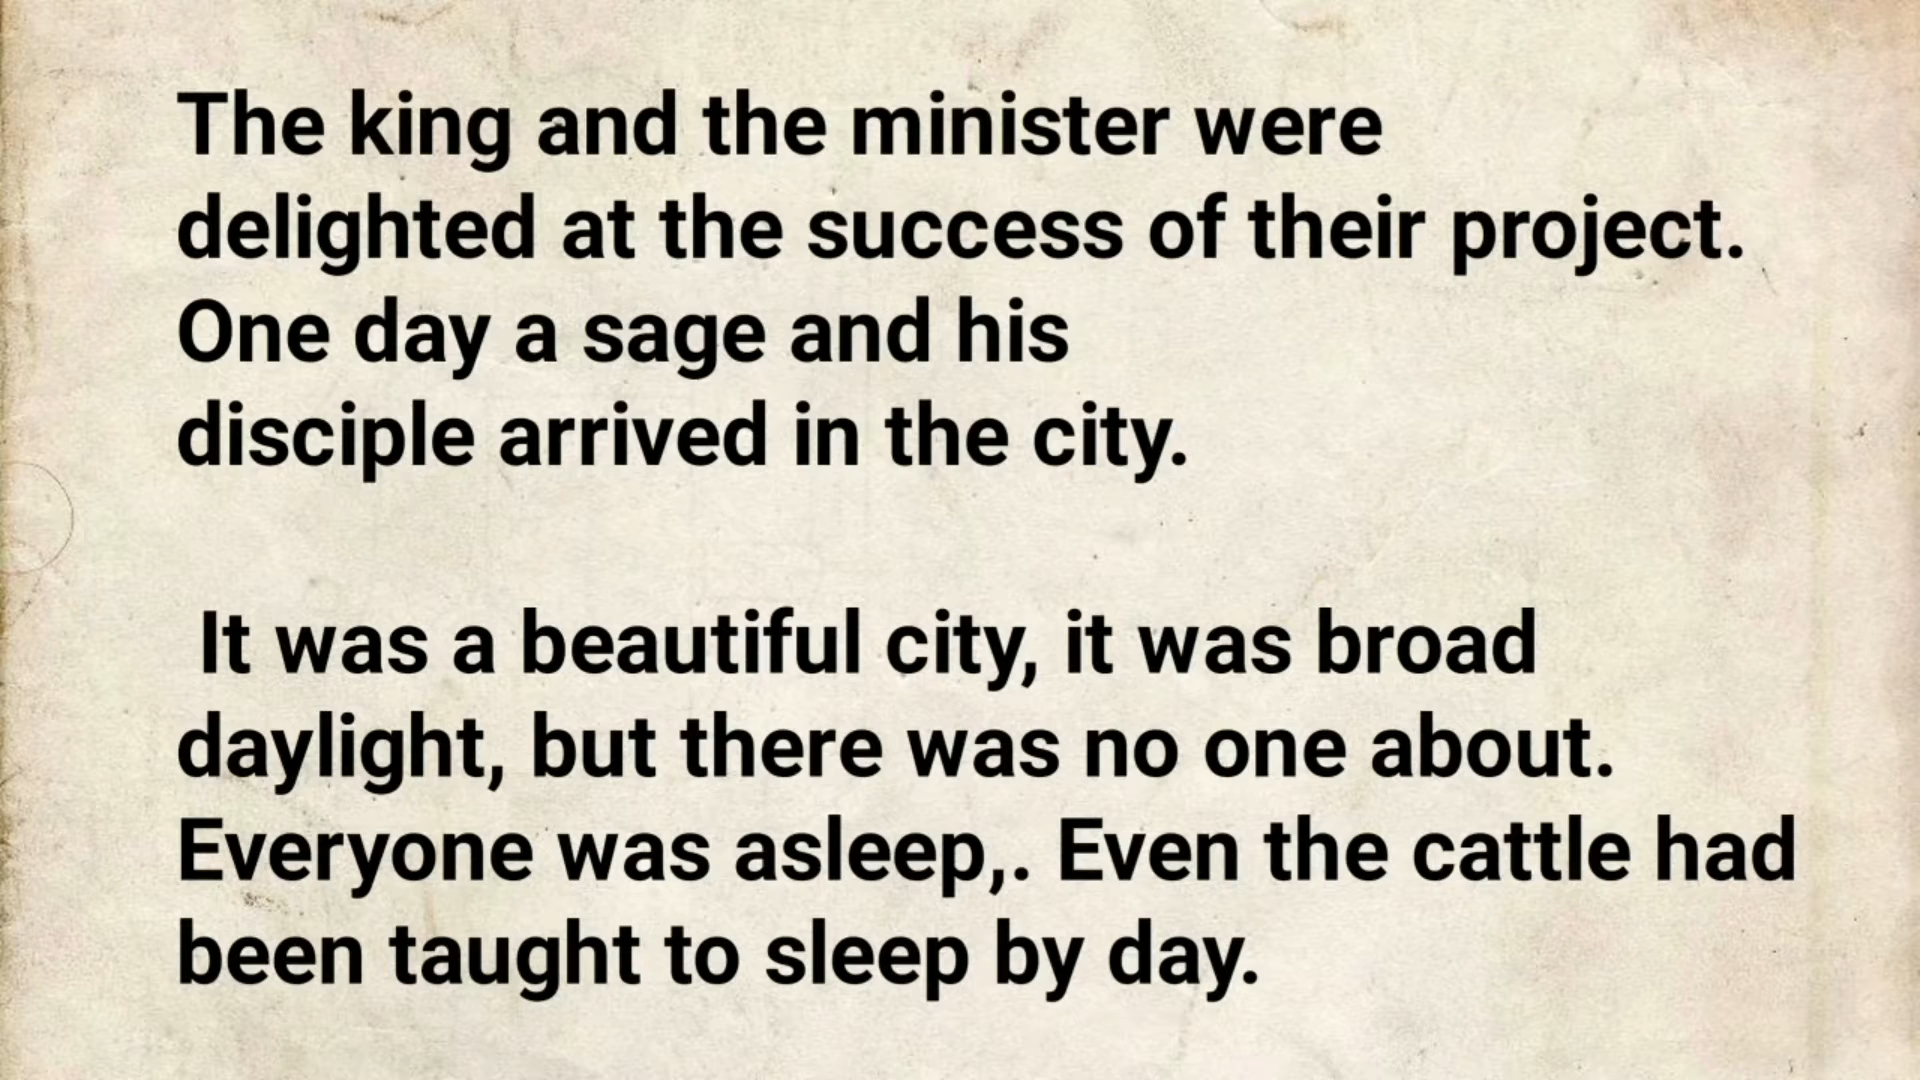 The king and the minister were
delighted at the success of their project.
One day a sage and his
disciple arrived in the city.
It was a beautiful city, it was broad
daylight, but there was no one about.
Everyone was asleep,. Even the cattle had
been taught to sleep by day.